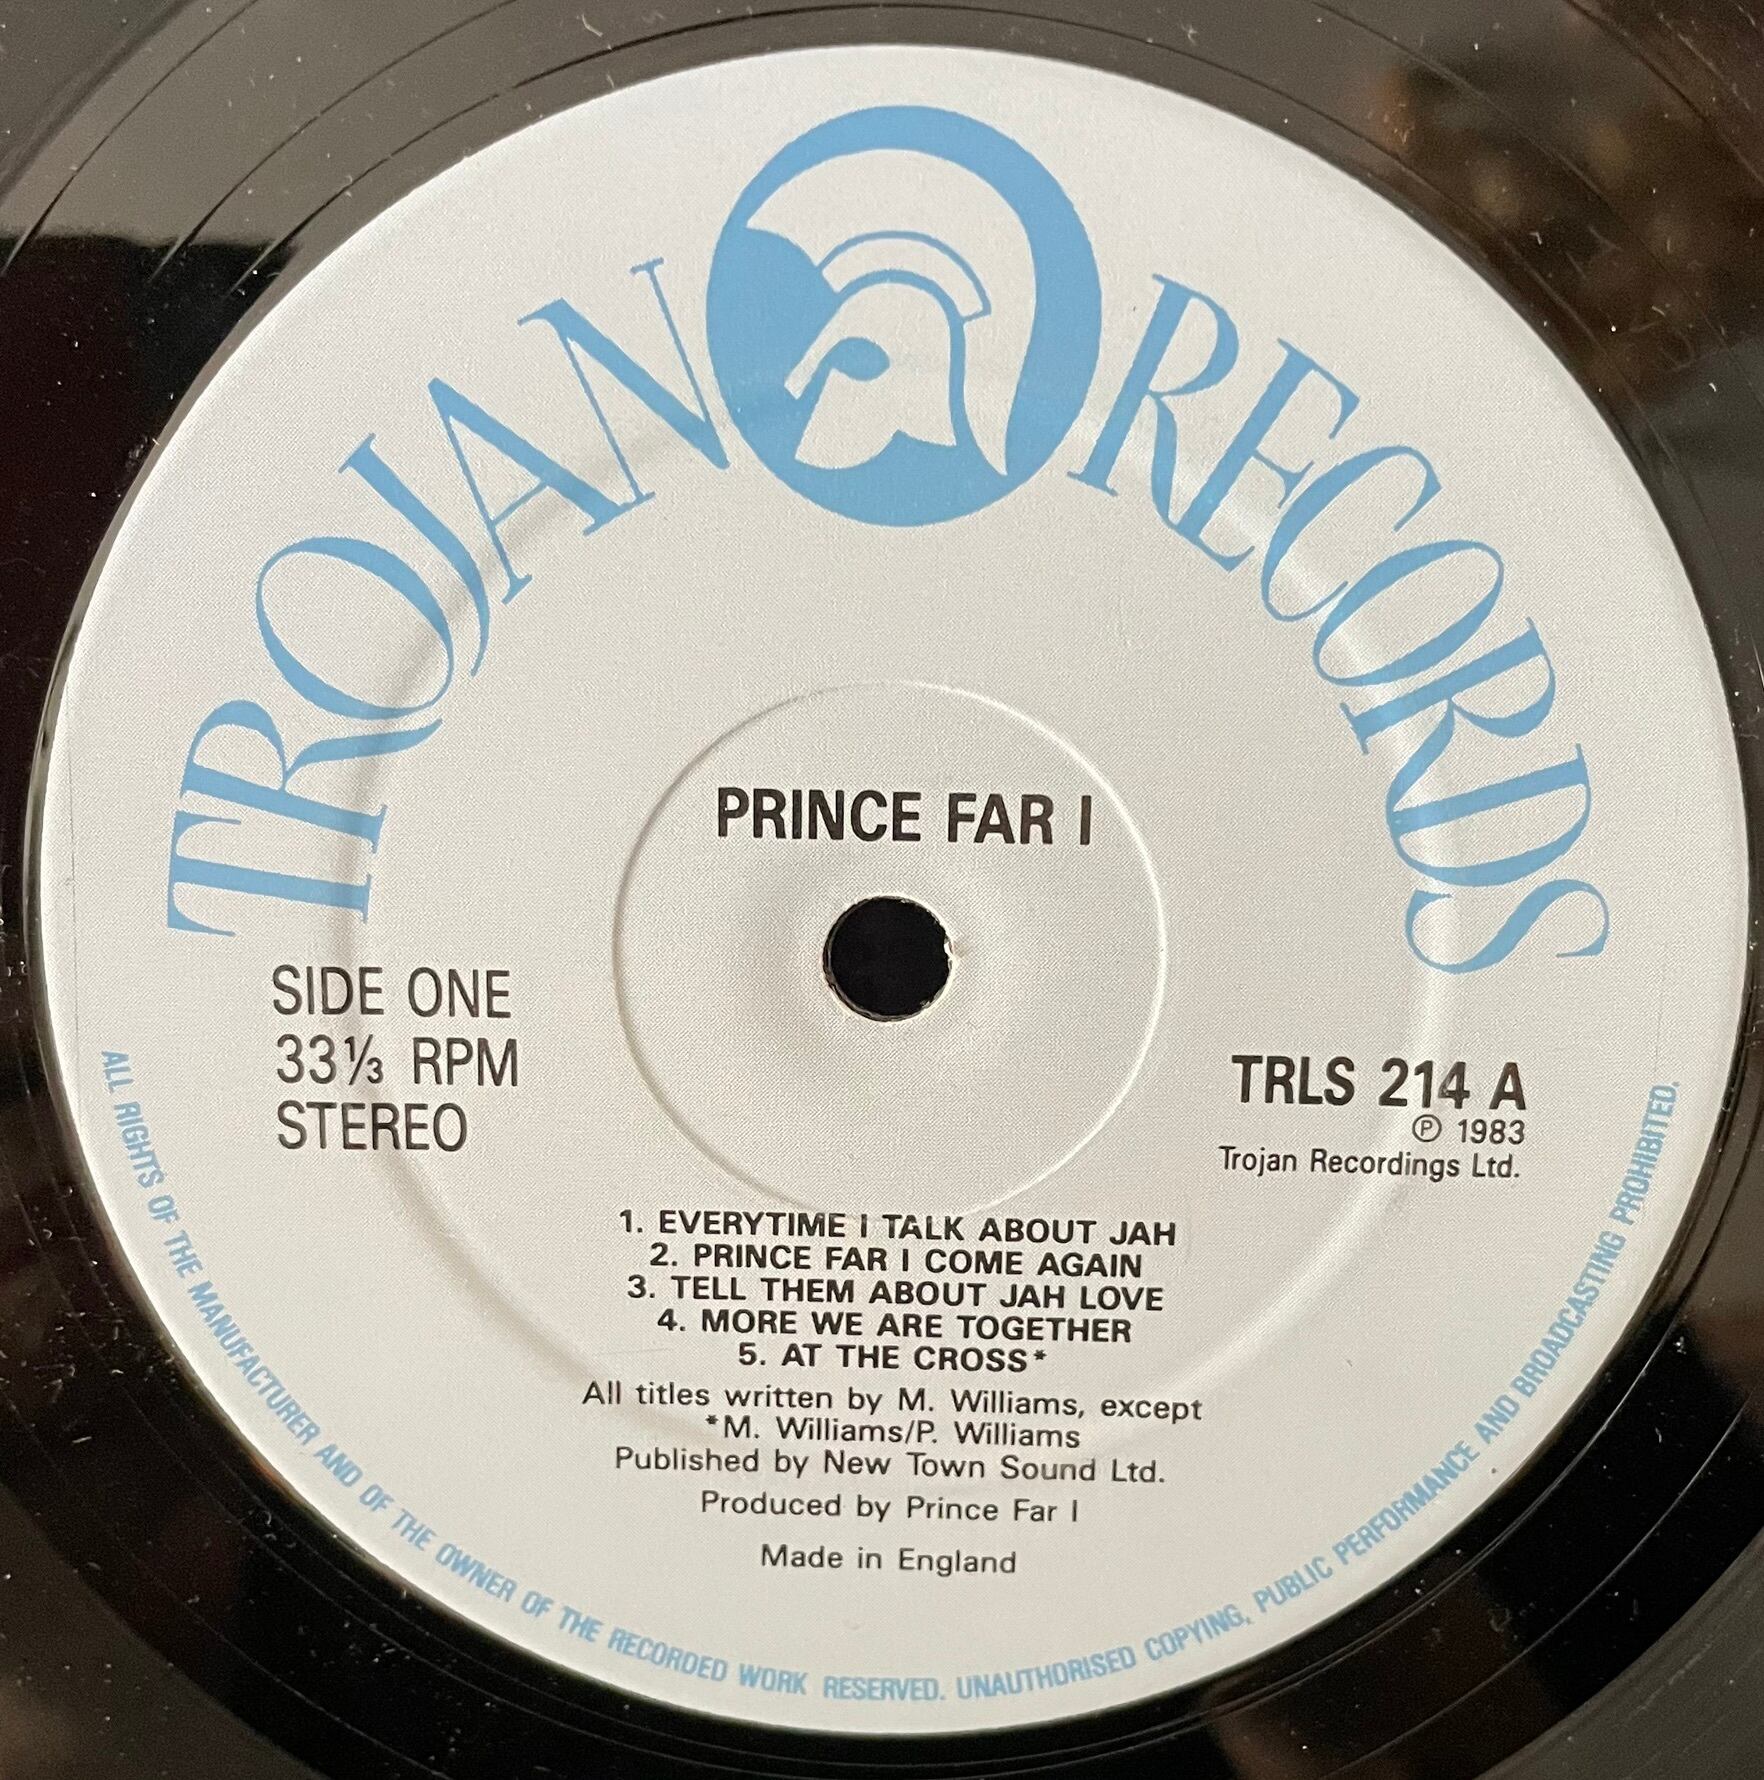 TROJAN RECORDS
PRINCE FAR I
SIDE ONE
33⅓ RPM
STEREO
TRLS 214 A
℗ 1983
Trojan Recordings Ltd.
1. EVERYTIME I TALK ABOUT JAH
2. PRINCE FAR I COME AGAIN
3. TELL THEM ABOUT JAH LOVE
4. MORE WE ARE TOGETHER
5. AT THE CROSS*
All titles written by M. Williams, except
*M. Williams/P. Williams
Published by New Town Sound Ltd.
Produced by Prince Far I
Made in England
ALL RIGHTS OF THE MANUFACTURER AND OF THE OWNER OF THE RECORDED WORK RESERVED. UNAUTHORISED COPYING, PUBLIC PERFORMANCE AND BROADCASTING PROHIBITED.